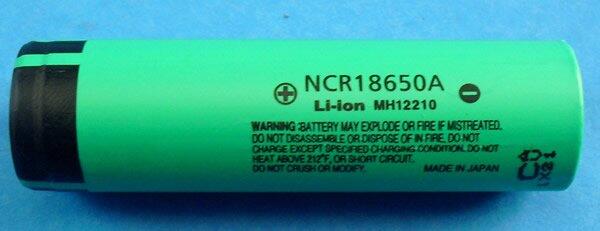 NCR18650A
Li-ion MH12210
WARNING :BATTERY MAY EXPLODE OR FIRE IF MISTREATED.
DO NOT DISASSEMBLE OR DISPOSE OF IN FIRE, DO NOT
CHARGE EXCEPT SPECIFIED CHARGING CONDITION. DO NOT
HEAT ABOVE 212°F, OR SHORT CIRCUIT.
DO NOT CRUSH OR MODIFY. MADE IN JAPAN